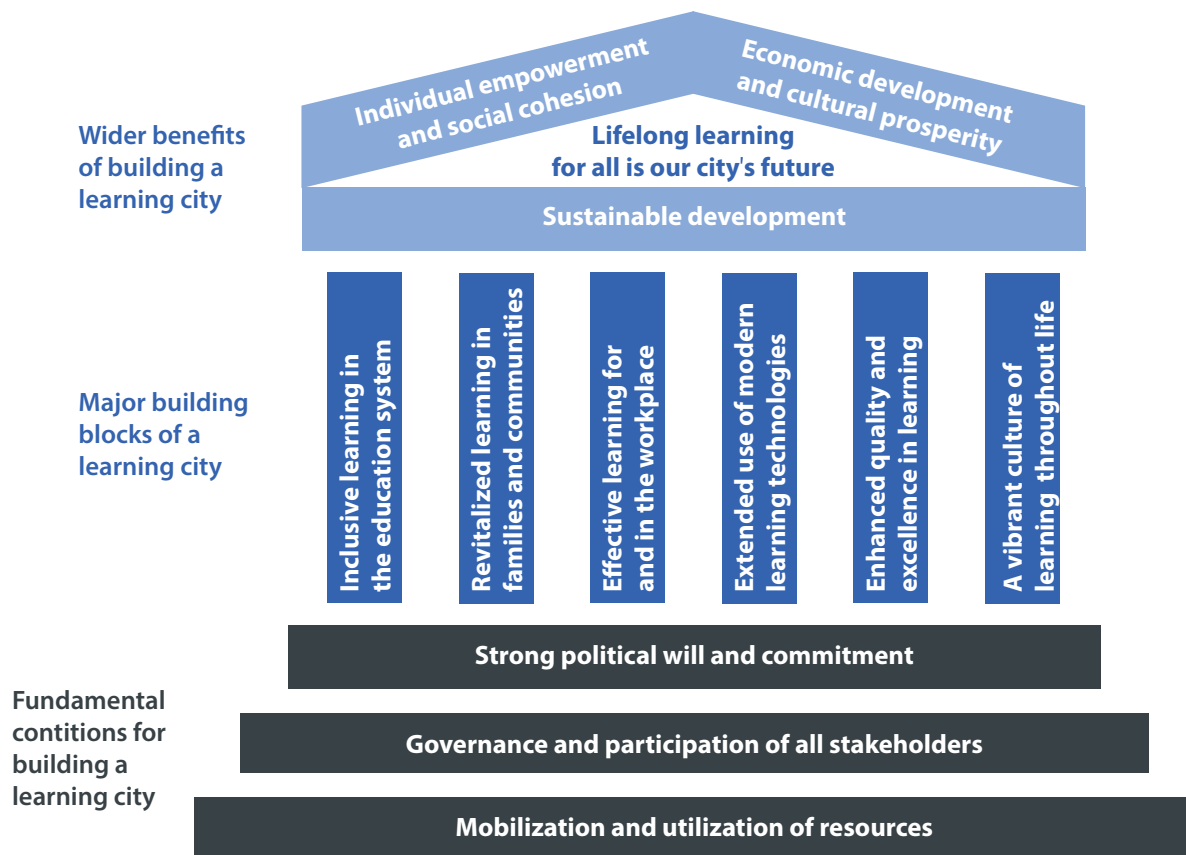 Individual empowerment
and social cohesion
Economic development
and cultural prosperity
Wider benefits
of building a
learning city
Lifelong learning
for all is our city's future
Sustainable development
Major building
blocks of a
learning city
Inclusive learning in
the education system
Revitalized learning in
families and communities
Effective learning for
and in the workplace
Extended use of modern
learning technologies
Enhanced quality and
excellence in learning
A vibrant culture of
learning throughout life
Fundamental
contitions for
building a
learning city
Strong political will and commitment
Governance and participation of all stakeholders
Mobilization and utilization of resources